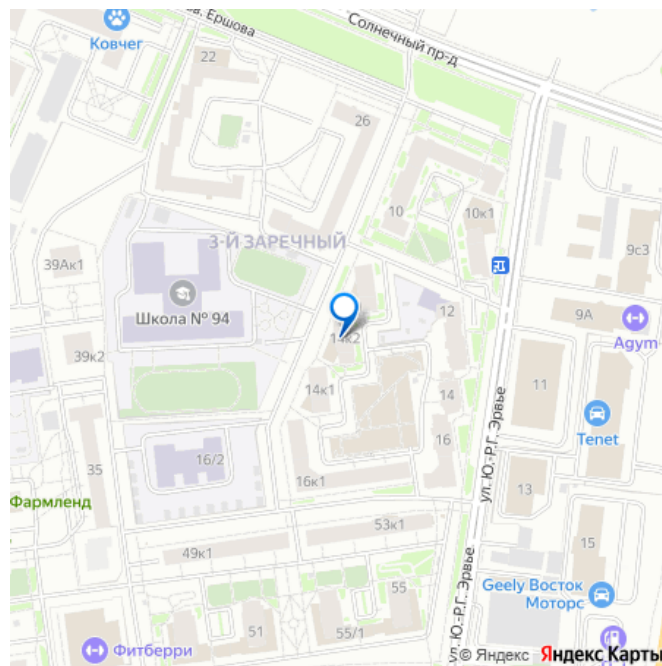 ва. Ершова
Солнечный пр-д
Ковчег
22
26
10
10к1
3-Й ЗАРЕЧНЫЙ
39Ак1
9с3
Школа № 94
12
9А
14к2
Agym
39к2
14к1
11
14
ул. Ю.-Р.Г. Эрвье
Tenet
16
35
16/2
16к1
13
Фармленд
53к1
49к1
15
55
Geely Восток
Моторс
51
55/1
ул. Ю.-Р.Г. Эрвье
Фитберри
© Яндекс Яндекс Карты